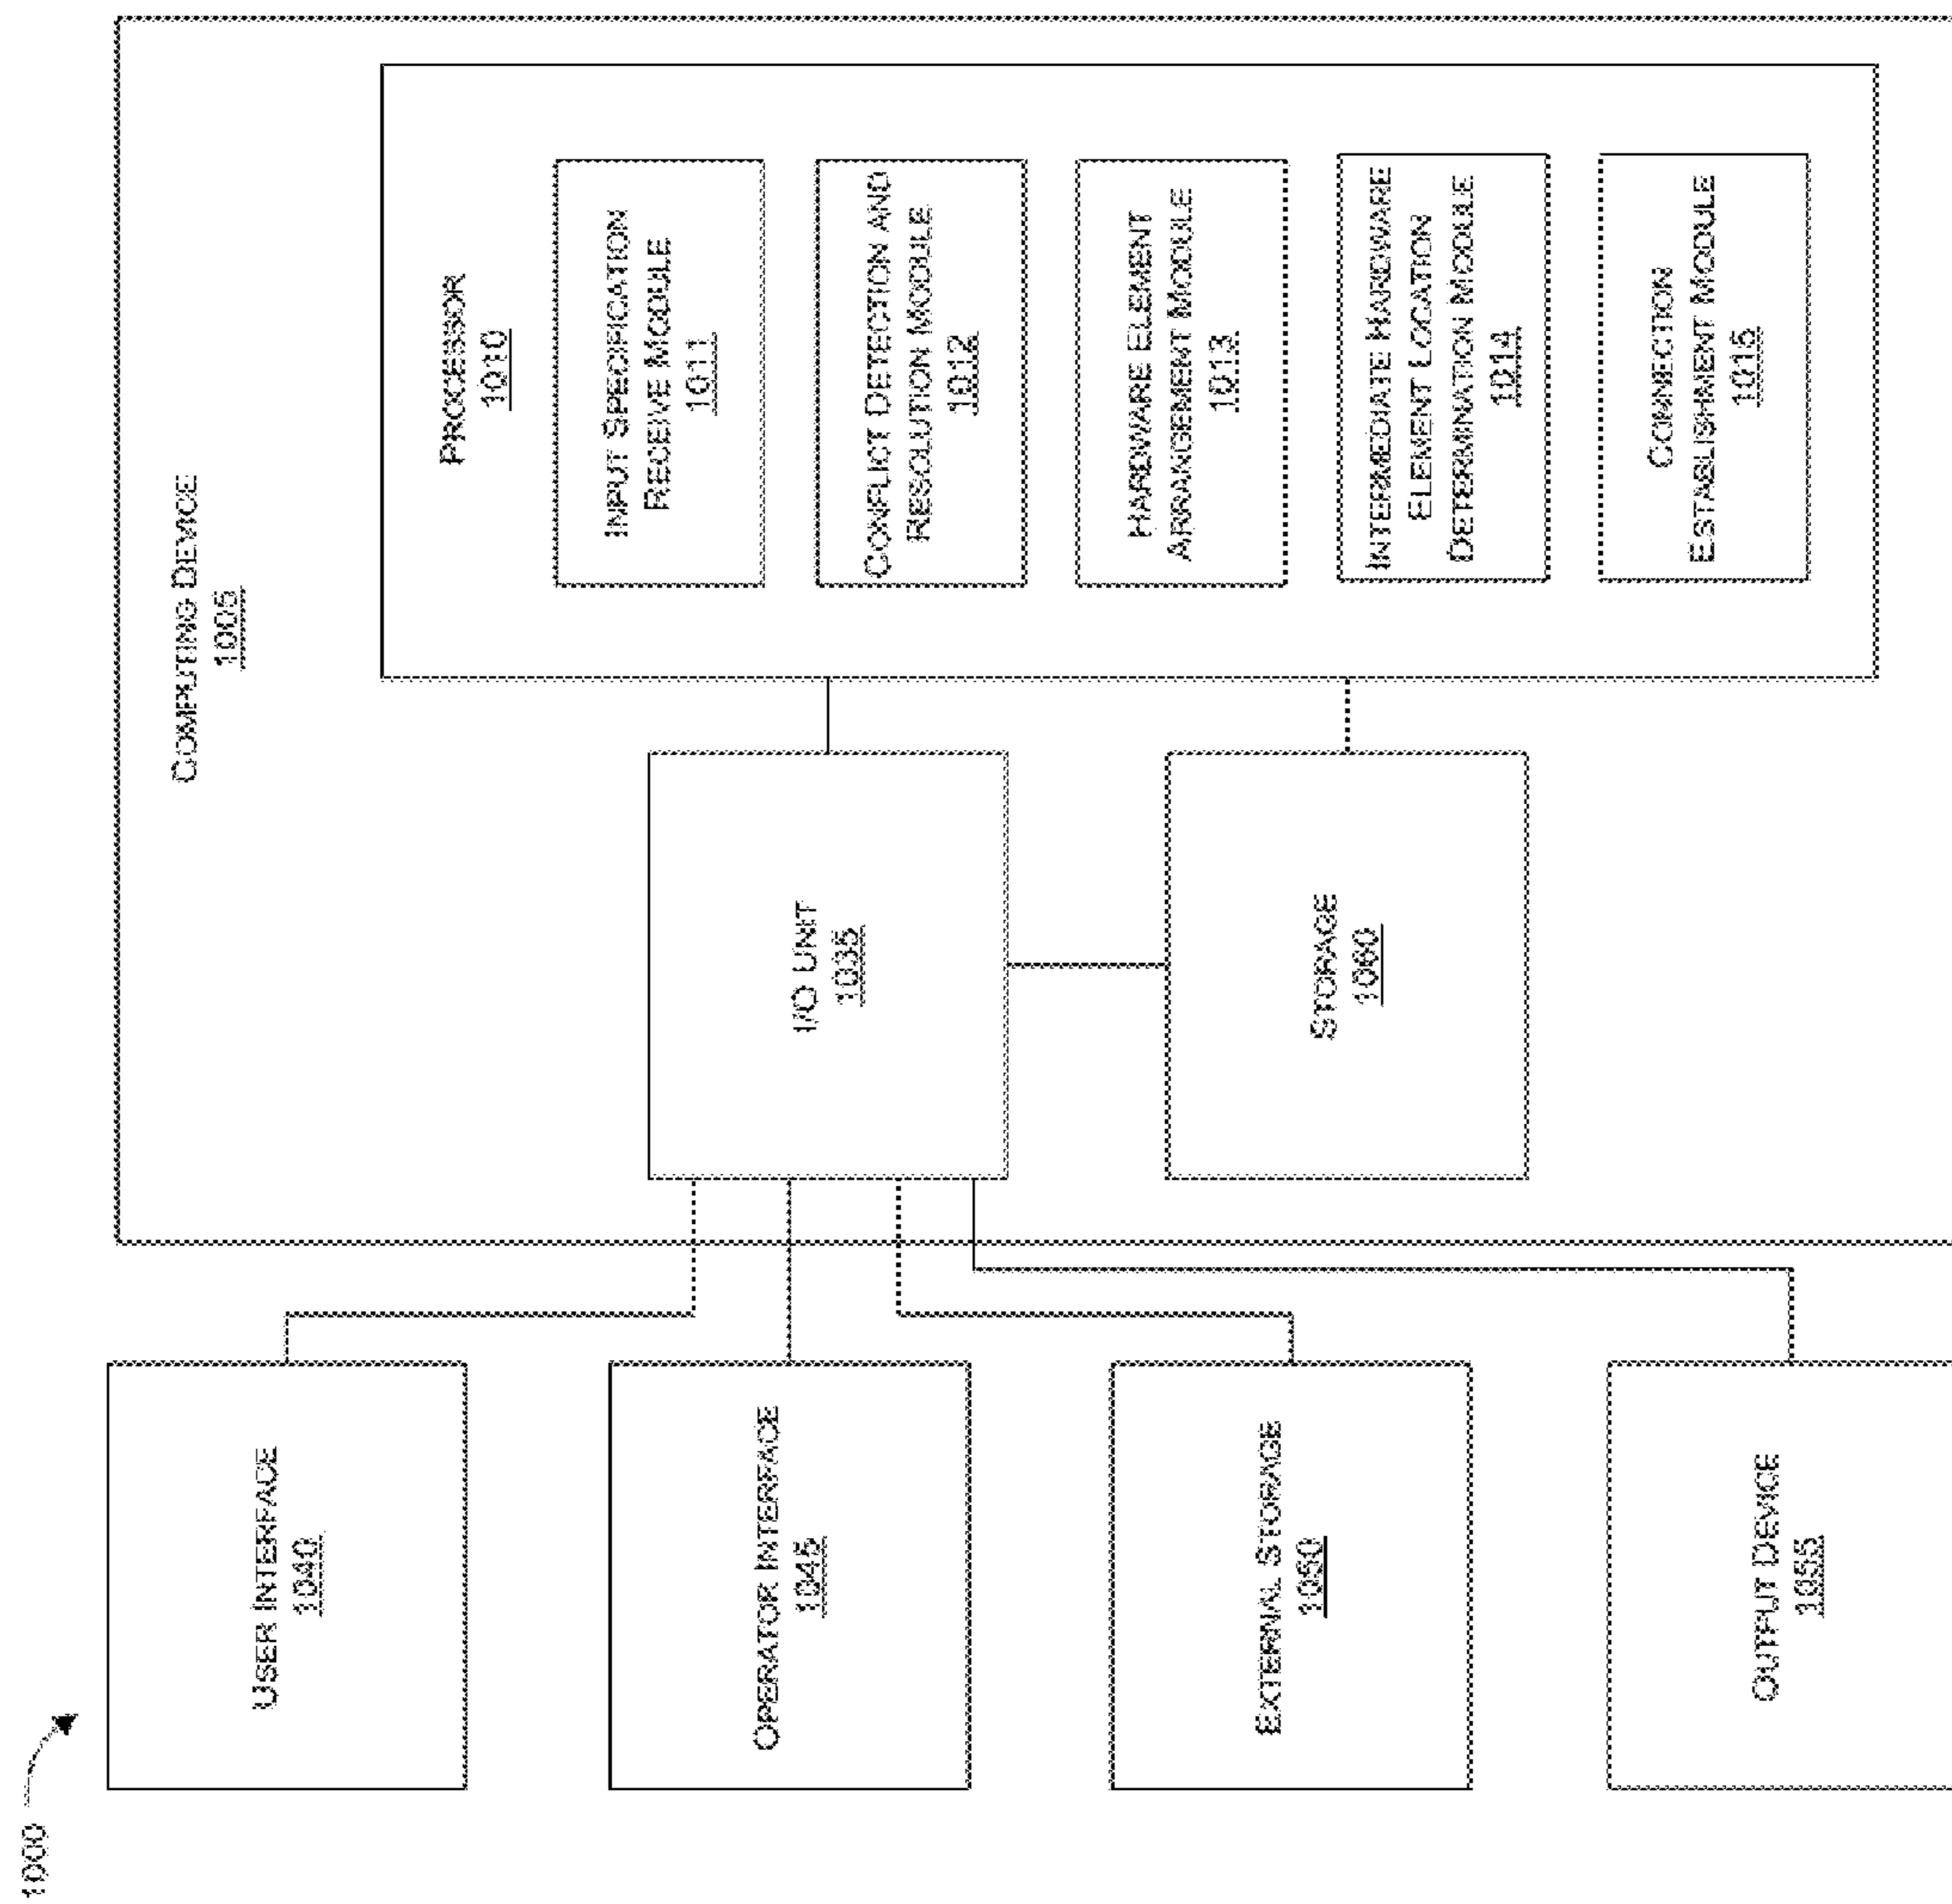 1000
COMPUTING DEVICE
1005
USER INTERFACE
1040
OPERATOR INTERFACE
1045
EXTERNAL STORAGE
1050
OUTPUT DEVICE
1055
I/O UNIT
1035
STORAGE
1060
PROCESSOR
1010
INPUT SPECIFICATION
RECEIVE MODULE
1011
CONFLICT DETECTION AND
RESOLUTION MODULE
1012
HARDWARE ELEMENT
ARRANGEMENT MODULE
1013
INTERMEDIATE HARDWARE
ELEMENT LOCATION
DETERMINATION MODULE
1014
CONNECTION
ESTABLISHMENT MODULE
1015